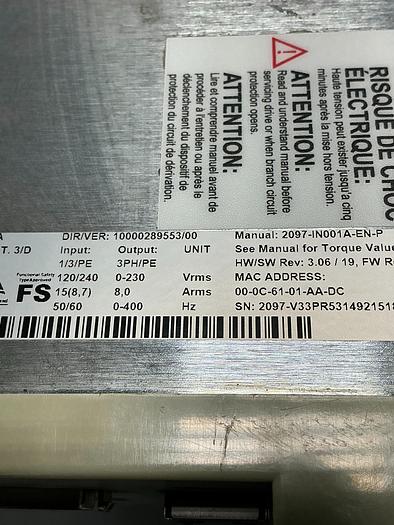 RISQUE DE CHOC
ÉLECTRIQUE:
Haute tension peut exister jusqu'à cinq
minutes après la mise hors tension.
ATTENTION:
Read and understand manual before
servicing drive or when branch circuit
protection opens.
ATTENTION:
Lire et comprendre manuel avant de
procéder à l'entretien ou après le
déclenchement du dispositif de
protection du circuit de dérivation.
A DIR/VER: 10000289553/00 Manual: 2097-IN001A-EN-P
T. 3/D Input: Output: UNIT See Manual for Torque Value
1/3/PE 3PH/PE HW/SW Rev: 3.06 / 19, FW R
Functional Safety
Type Approved
FS
120/240 0-230 Vrms MAC ADDRESS:
15(8,7) 8,0 Arms 00-0C-61-01-AA-DC
50/60 0-400 Hz SN: 2097-V33PR5314921518